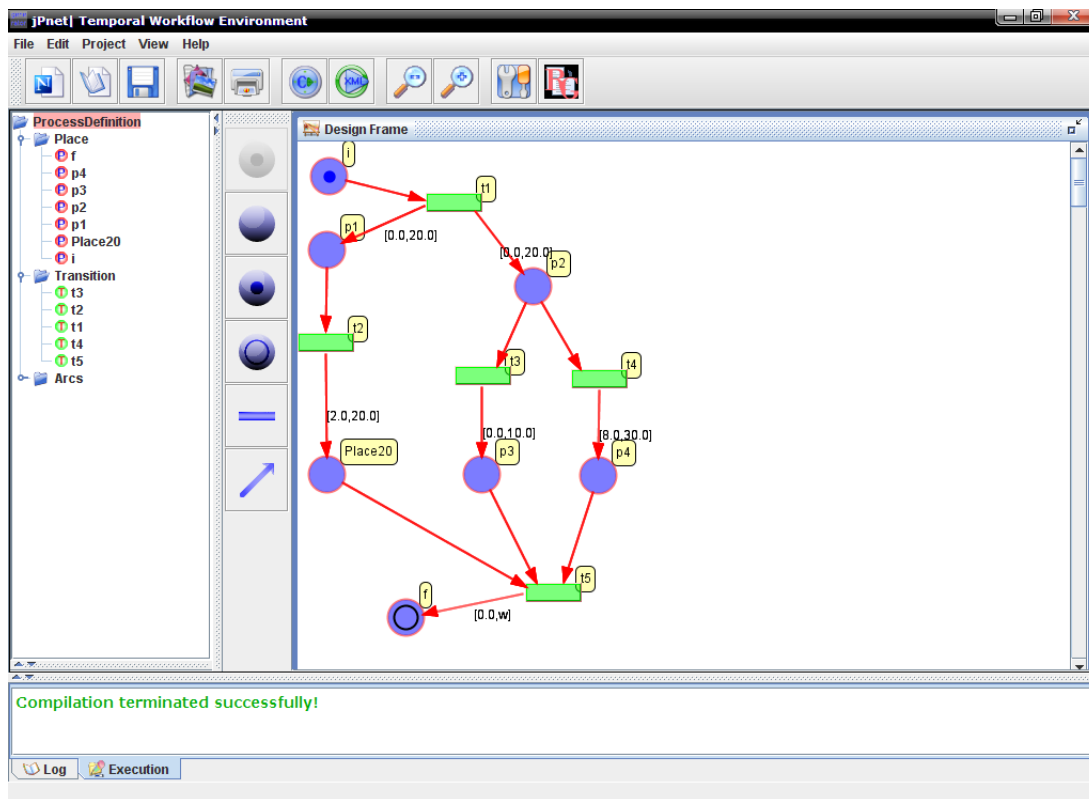 jPnet| Temporal Workflow Environment
File Edit Project View Help
N C XML
ProcessDefinition
Place
P f
P p4
P p3
P p2
P p1
P Place20
P i
Transition
T t3
T t2
T t1
T t4
T t5
Arcs
Design Frame
i
t1
p1
[0.0,20.0]
[0.0,20.0]
p2
t2
t3
t4
[2.0,20.0]
[0.0,10.0]
[8.0,30.0]
Place20
p3
p4
t5
f
[0.0,w]
Compilation terminated successfully!
Log Execution